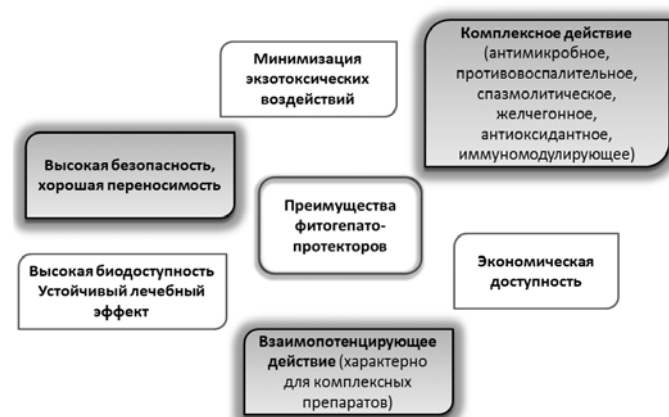 Минимизация
экзотоксических
воздействий
Комплексное действие
(антимикробное,
противовоспалительное,
спазмолитическое,
желчегонное,
антиоксидантное,
иммуномодулирующее)
Высокая безопасность,
хорошая переносимость
Преимущества
фитогепато-
протекторов
Высокая биодоступность
Устойчивый лечебный
эффект
Экономическая
доступность
Взаимопотенцирующее
действие (характерно
для комплексных
препаратов)